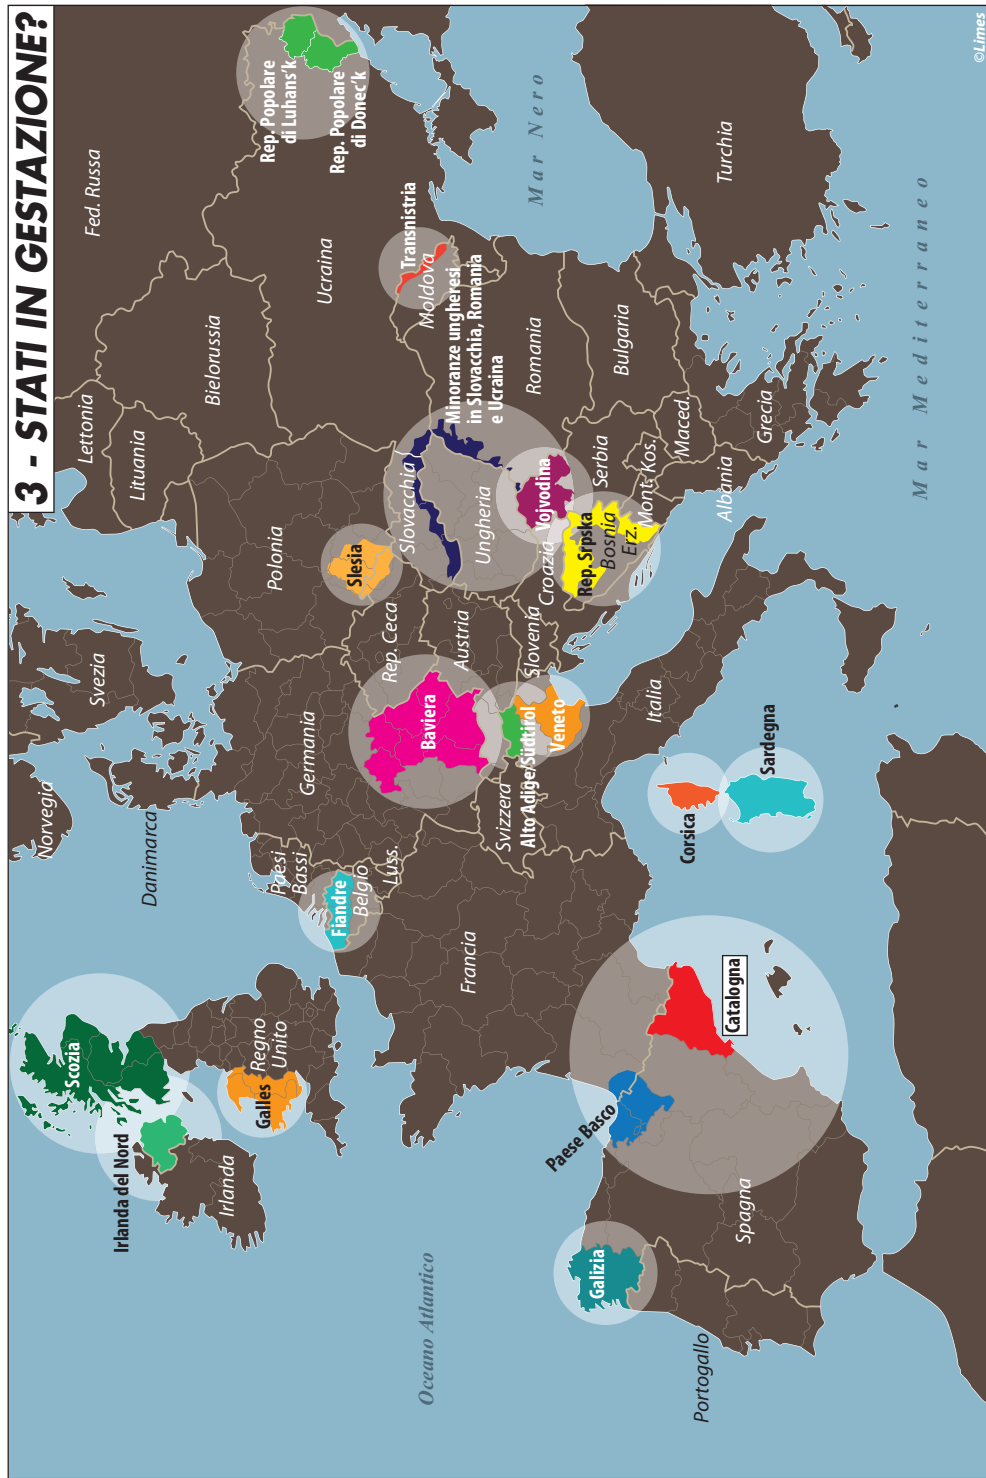 3 - STATI IN GESTAZIONE?
Norvegia
Svezia
Lettonia
Lituania
Fed. Russa
Danimarca
Bielorussia
Scozia
Irlanda del Nord
Irlanda
Galles
Regno
Unito
Paesi
Bassi
Fiandre
Belgio
Luss.
Germania
Polonia
Slesia
Ucraina
Rep. Popolare
di Luhans'k
Rep. Popolare
di Donec'k
Rep. Ceca
Slovacchia
Baviera
Austria
Ungheria
Moldova
Transnistria
Minoranze ungheresi
in Slovacchia, Romania
e Ucraina
Oceano Atlantico
Francia
Svizzera
Alto Adige/Südtirol
Veneto
Slovenia
Croazia
Vojvodina
Romania
Mar Nero
Rep. Srpska
Bosnia
Erz.
Serbia
Bulgaria
Mont.
Kos.
Maced.
Albania
Grecia
Turchia
Italia
Corsica
Sardegna
Galizia
Paese Basco
Catalogna
Spagna
Portogallo
Mar Mediterraneo
©Limes